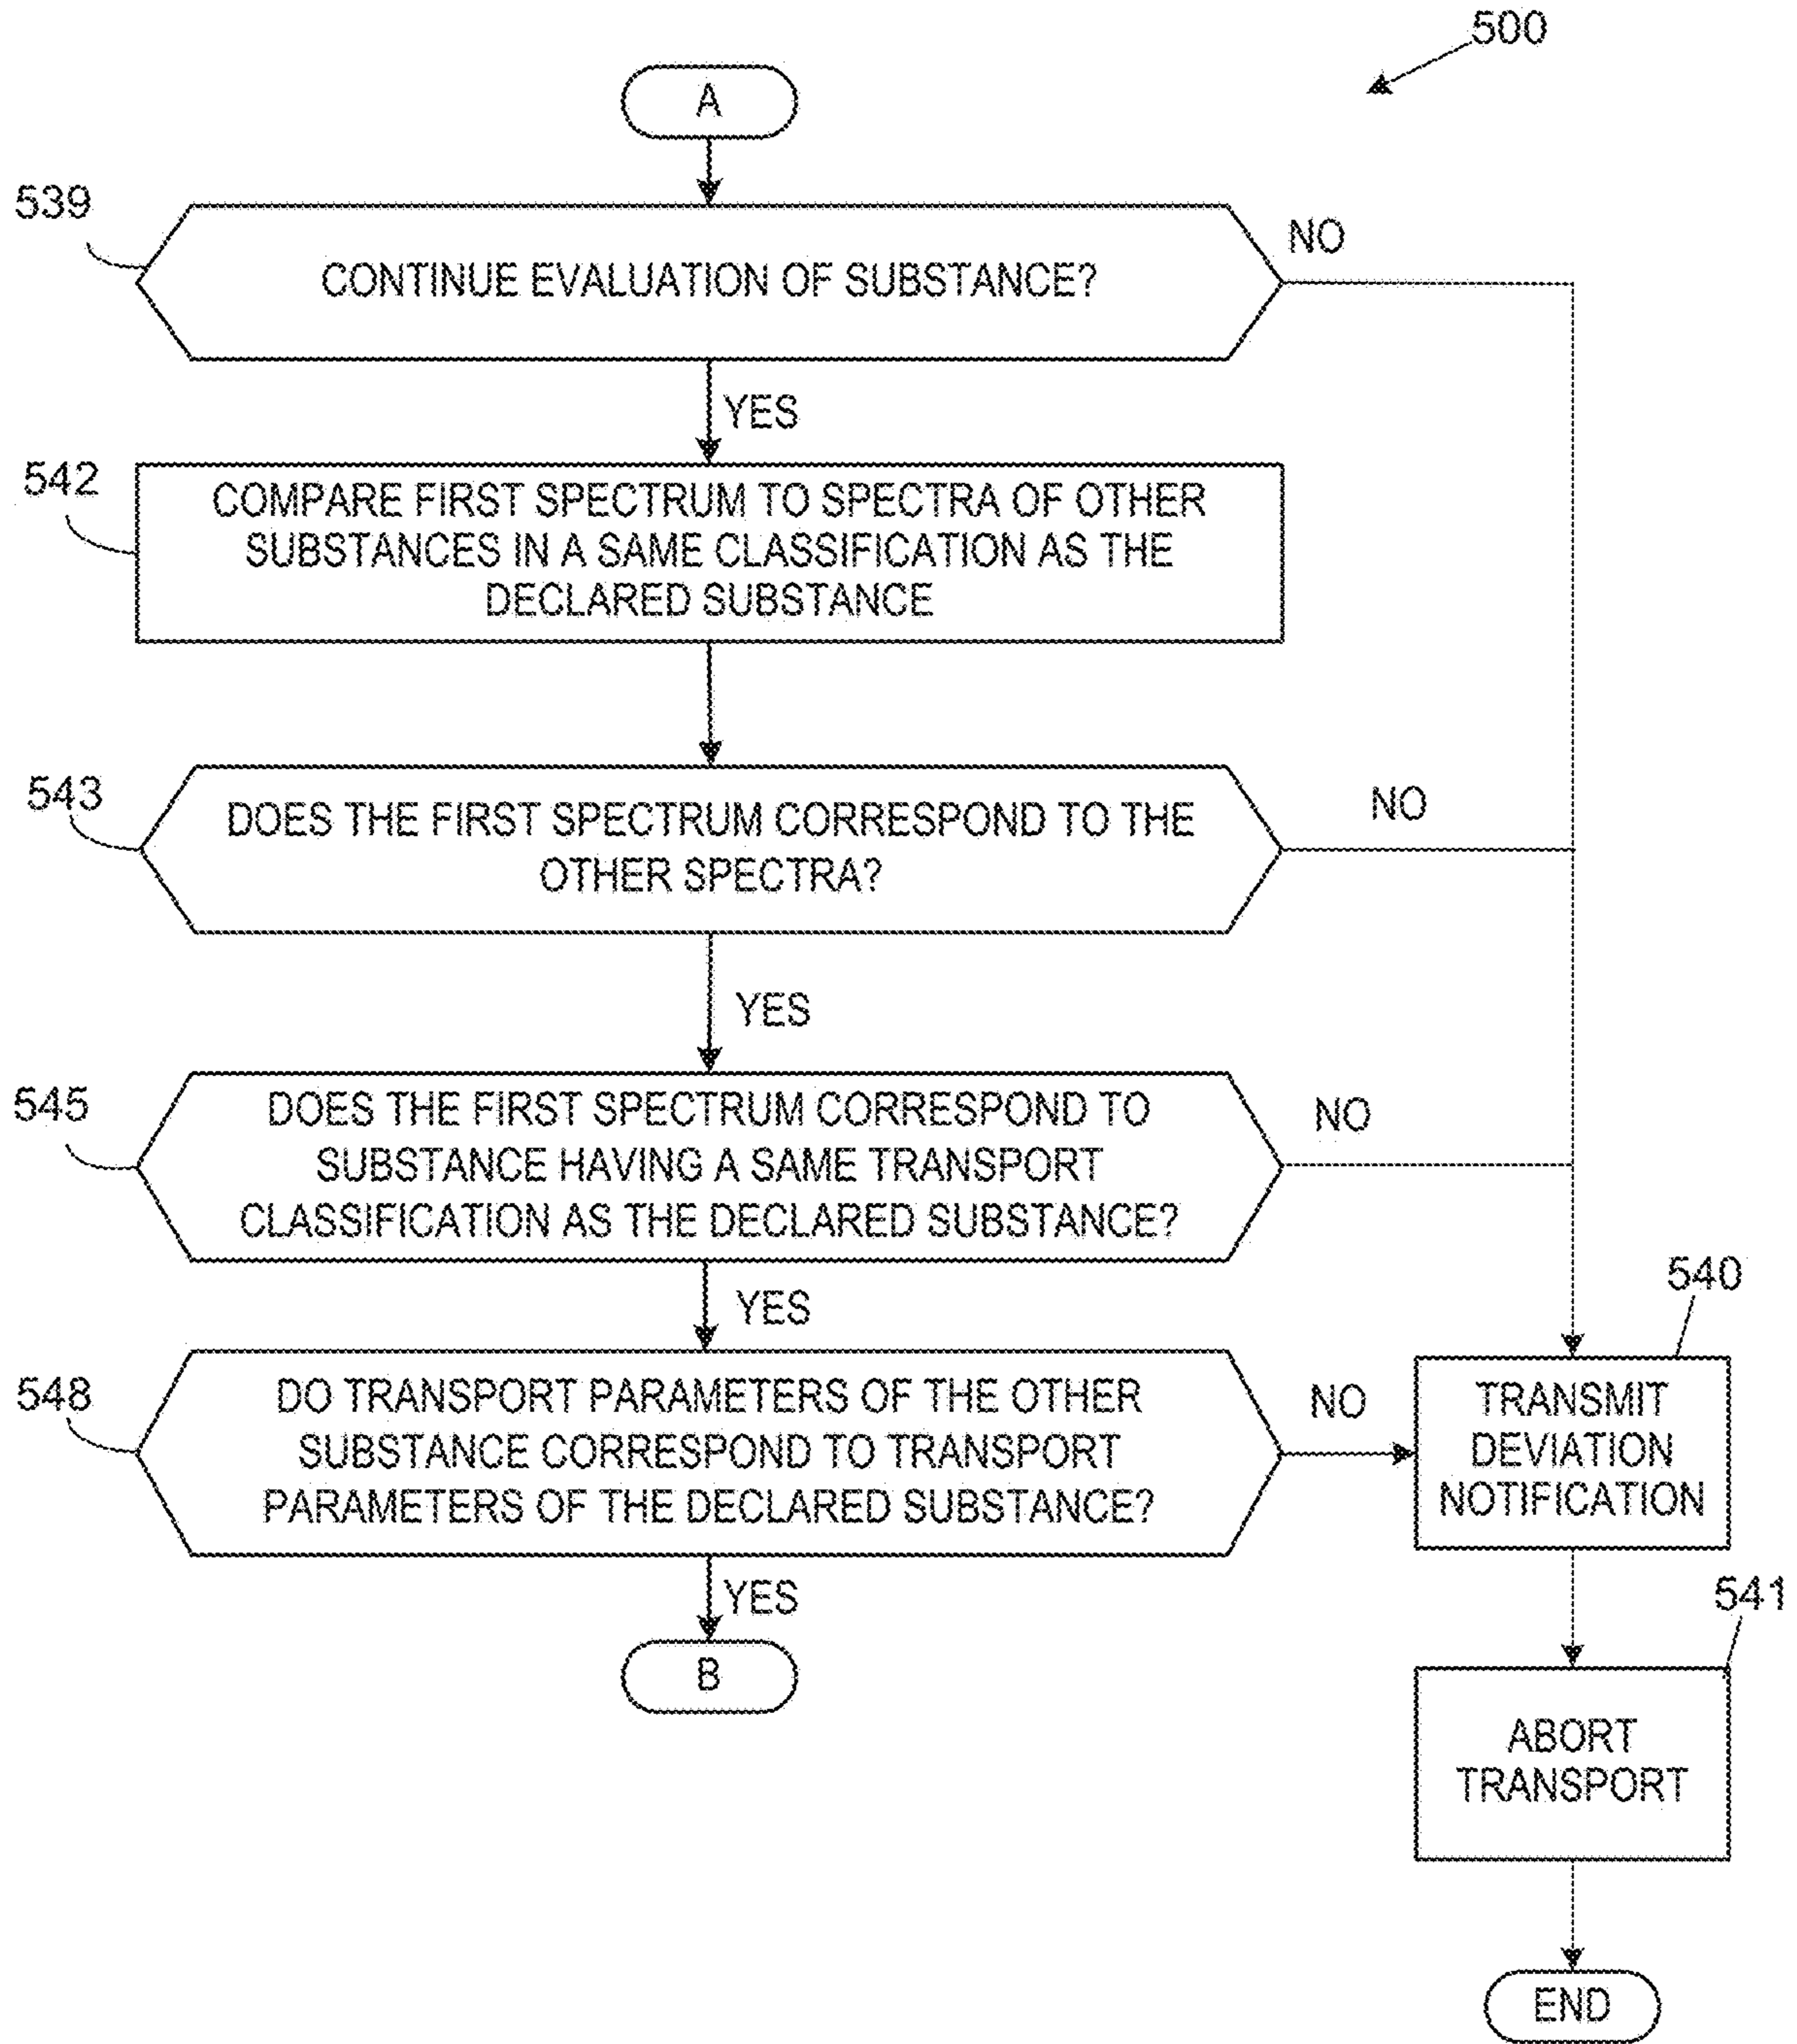 500
A
539
CONTINUE EVALUATION OF SUBSTANCE?
NO
YES
542
COMPARE FIRST SPECTRUM TO SPECTRA OF OTHER
SUBSTANCES IN A SAME CLASSIFICATION AS THE
DECLARED SUBSTANCE
543
DOES THE FIRST SPECTRUM CORRESPOND TO THE
OTHER SPECTRA?
NO
YES
545
DOES THE FIRST SPECTRUM CORRESPOND TO
SUBSTANCE HAVING A SAME TRANSPORT
CLASSIFICATION AS THE DECLARED SUBSTANCE?
NO
YES
548
DO TRANSPORT PARAMETERS OF THE OTHER
SUBSTANCE CORRESPOND TO TRANSPORT
PARAMETERS OF THE DECLARED SUBSTANCE?
NO
YES
B
540
TRANSMIT
DEVIATION
NOTIFICATION
541
ABORT
TRANSPORT
END